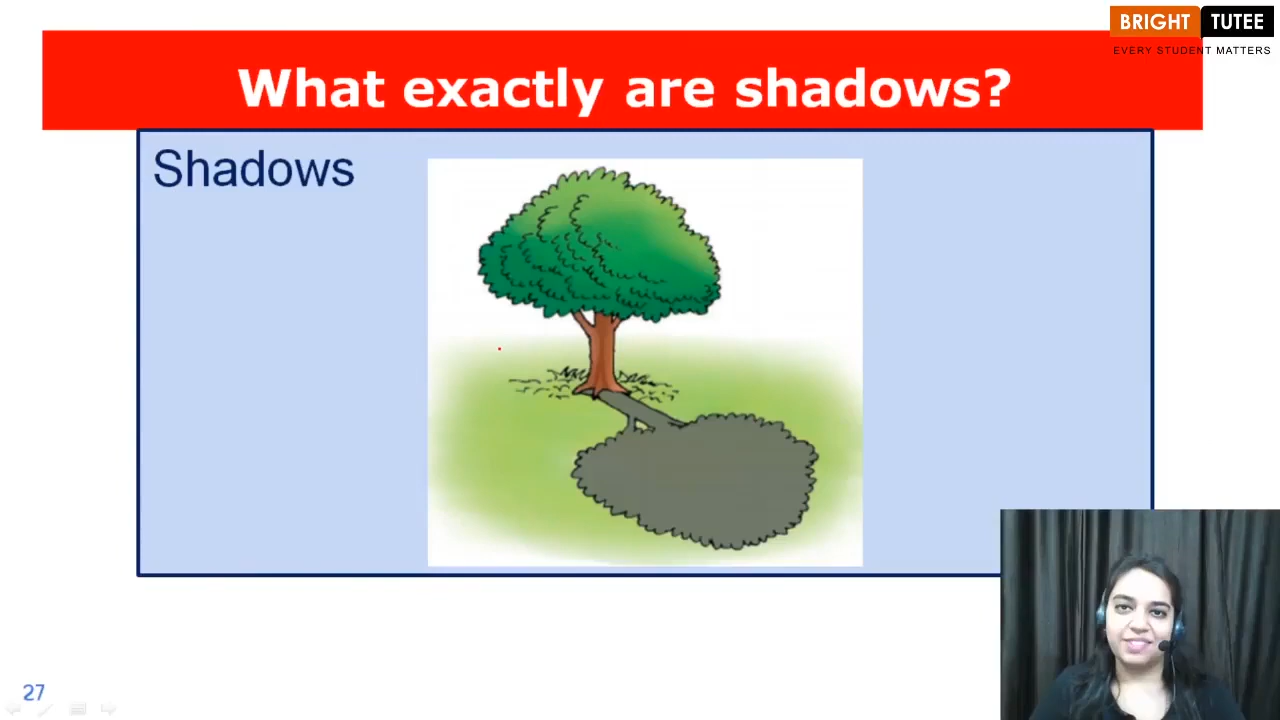 BRIGHT TUTEE
EVERY STUDENT MATTERS
What exactly are shadows?
Shadows
27